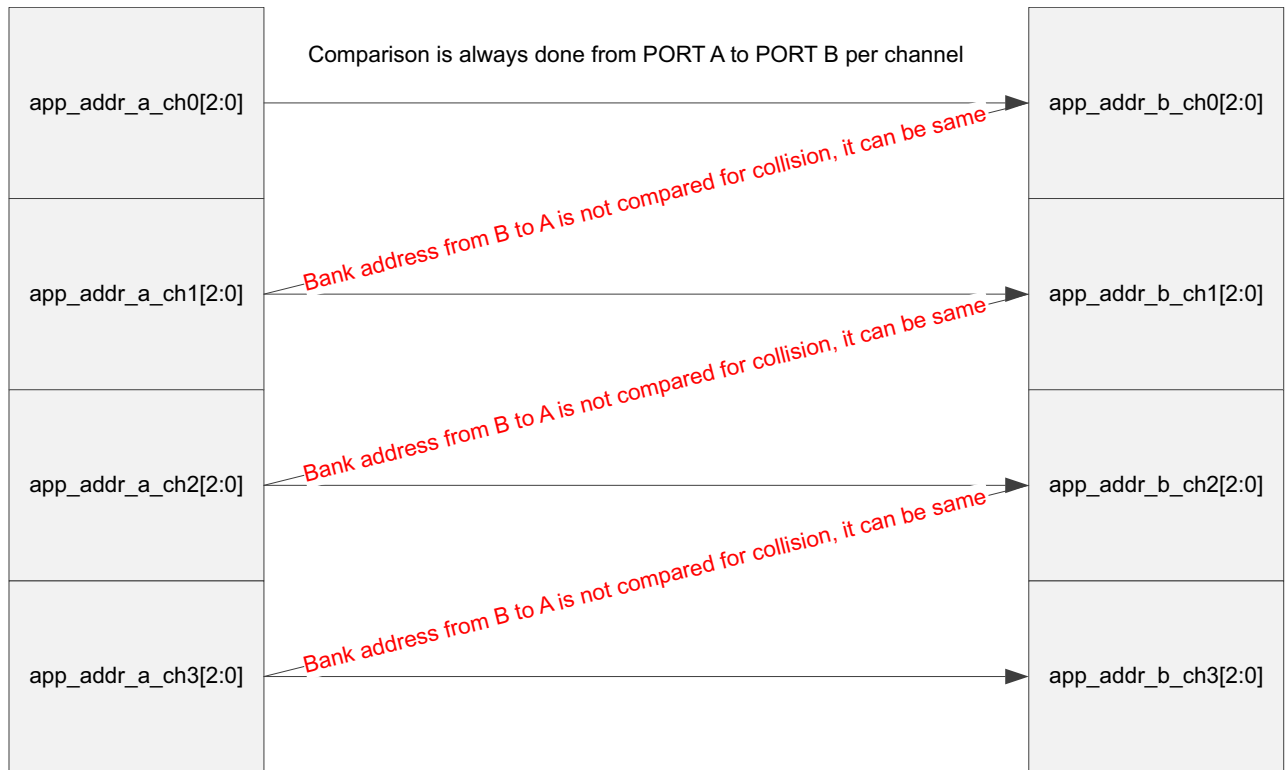 Comparison is always done from PORT A to PORT B per channel
app_addr_a_ch0[2:0]
app_addr_b_ch0[2:0]
Bank address from B to A is not compared for collision, it can be same
app_addr_a_ch1[2:0]
app_addr_b_ch1[2:0]
Bank address from B to A is not compared for collision, it can be same
app_addr_a_ch2[2:0]
app_addr_b_ch2[2:0]
Bank address from B to A is not compared for collision, it can be same
app_addr_a_ch3[2:0]
app_addr_b_ch3[2:0]